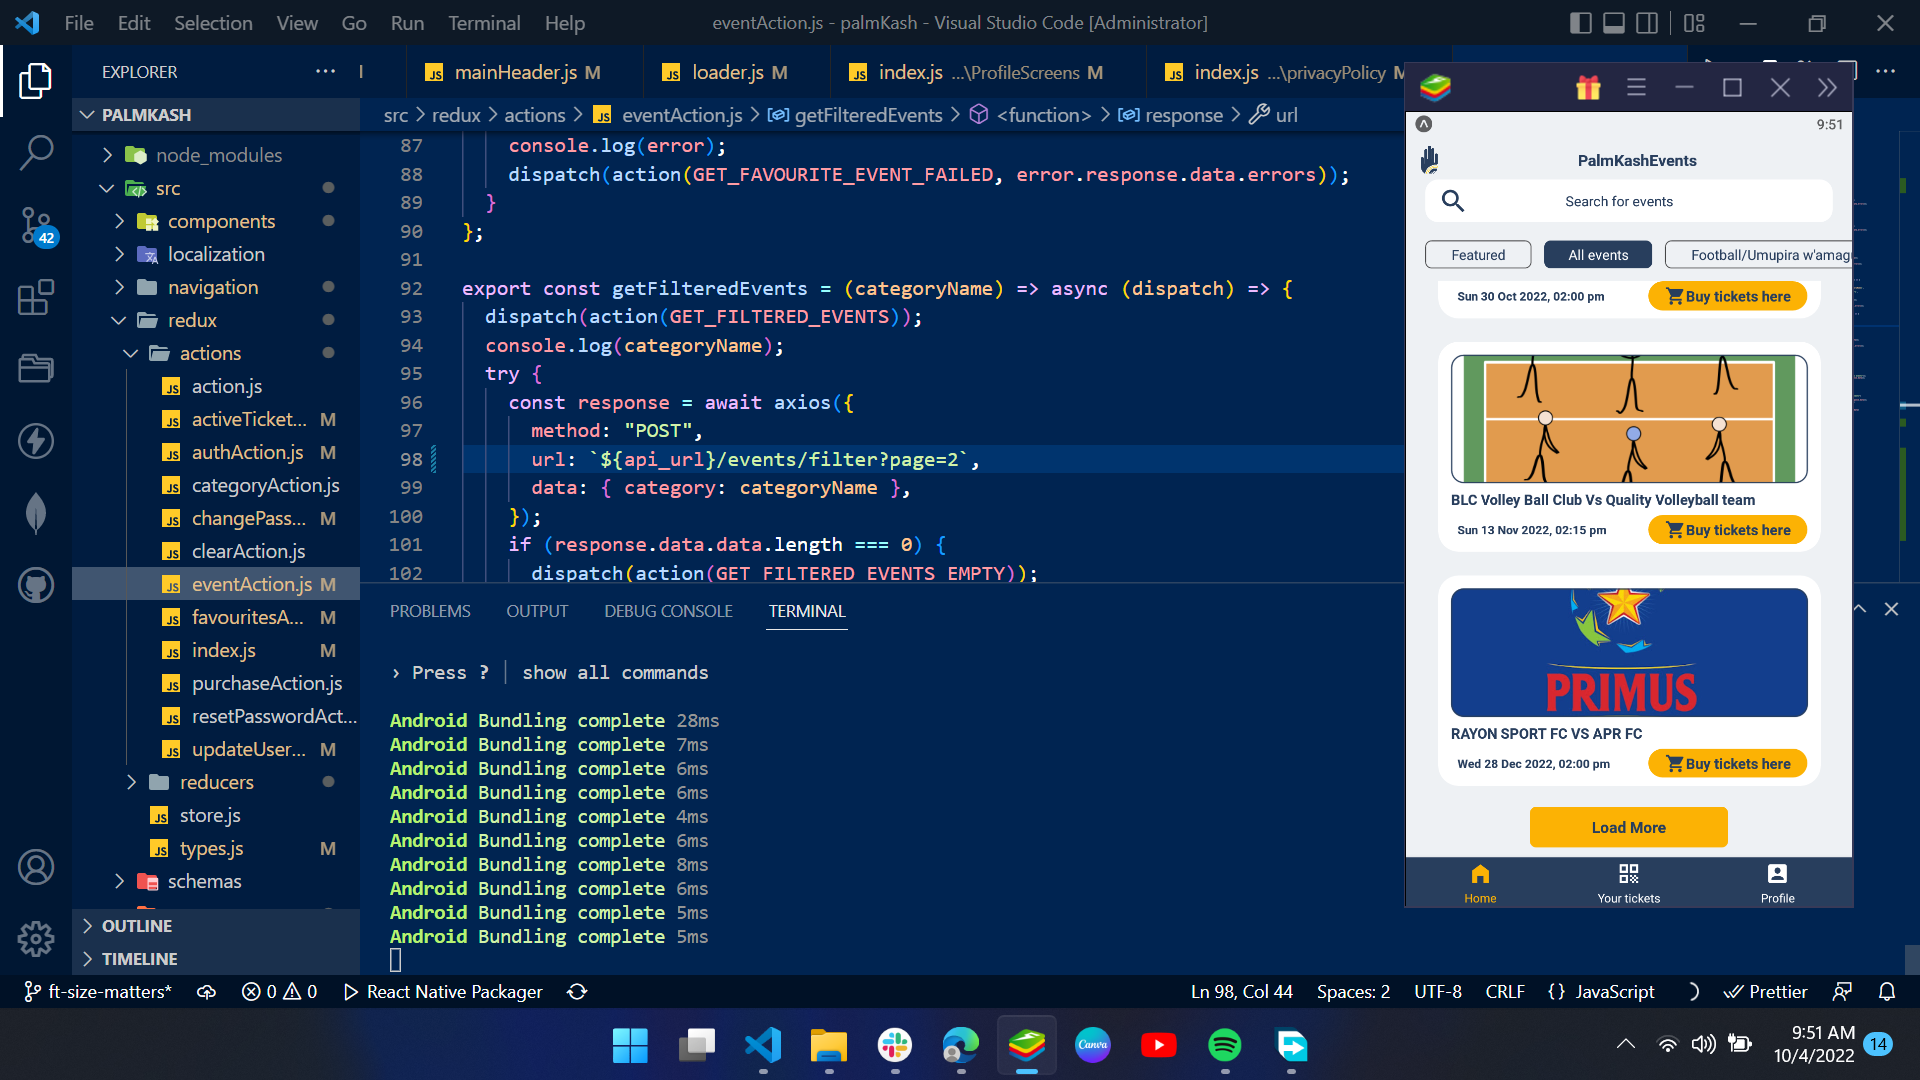 File Edit Selection View Go Run Terminal Help
eventAction.js - palmKash - Visual Studio Code [Administrator]
EXPLORER
mainHeader.js M
loader.js M
index.js ...\ProfileScreens M
index.js ...\privacyPolicy M
PALMKASH
src > redux > actions > eventAction.js > getFilteredEvents > <function> > response > url
node_modules
src
components
localization
navigation
redux
actions
action.js
activeTicket... M
authAction.js M
categoryAction.js
changePass... M
clearAction.js
eventAction.js M
favouritesA... M
index.js M
purchaseAction.js
resetPasswordAct...
updateUser... M
reducers
store.js
types.js M
schemas
OUTLINE
TIMELINE
42
87 console.log(error);
88 dispatch(action(GET_FAVOURITE_EVENT_FAILED, error.response.data.errors));
89 }
90 };
91
92 export const getFilteredEvents = (categoryName) => async (dispatch) => {
93 dispatch(action(GET_FILTERED_EVENTS));
94 console.log(categoryName);
95 try {
96 const response = await axios({
97 method: "POST",
98 url: `${api_url}/events/filter?page=2`,
99 data: { category: categoryName },
100 });
101 if (response.data.data.length === 0) {
102 dispatch(action(GET_FILTERED_EVENTS_EMPTY));
PROBLEMS OUTPUT DEBUG CONSOLE TERMINAL
› Press ? │ show all commands
Android Bundling complete 28ms
Android Bundling complete 7ms
Android Bundling complete 6ms
Android Bundling complete 6ms
Android Bundling complete 4ms
Android Bundling complete 6ms
Android Bundling complete 8ms
Android Bundling complete 6ms
Android Bundling complete 5ms
Android Bundling complete 5ms
9:51
PalmKashEvents
Search for events
Featured
All events
Football/Umupira w'amagu
Sun 30 Oct 2022, 02:00 pm
Buy tickets here
BLC Volley Ball Club Vs Quality Volleyball team
Sun 13 Nov 2022, 02:15 pm
Buy tickets here
PRIMUS
RAYON SPORT FC VS APR FC
Wed 28 Dec 2022, 02:00 pm
Buy tickets here
Load More
Home
Your tickets
Profile
ft-size-matters* 0 0 React Native Packager
Ln 98, Col 44 Spaces: 2 UTF-8 CRLF {} JavaScript Prettier
Canva
9:51 AM
10/4/2022
14